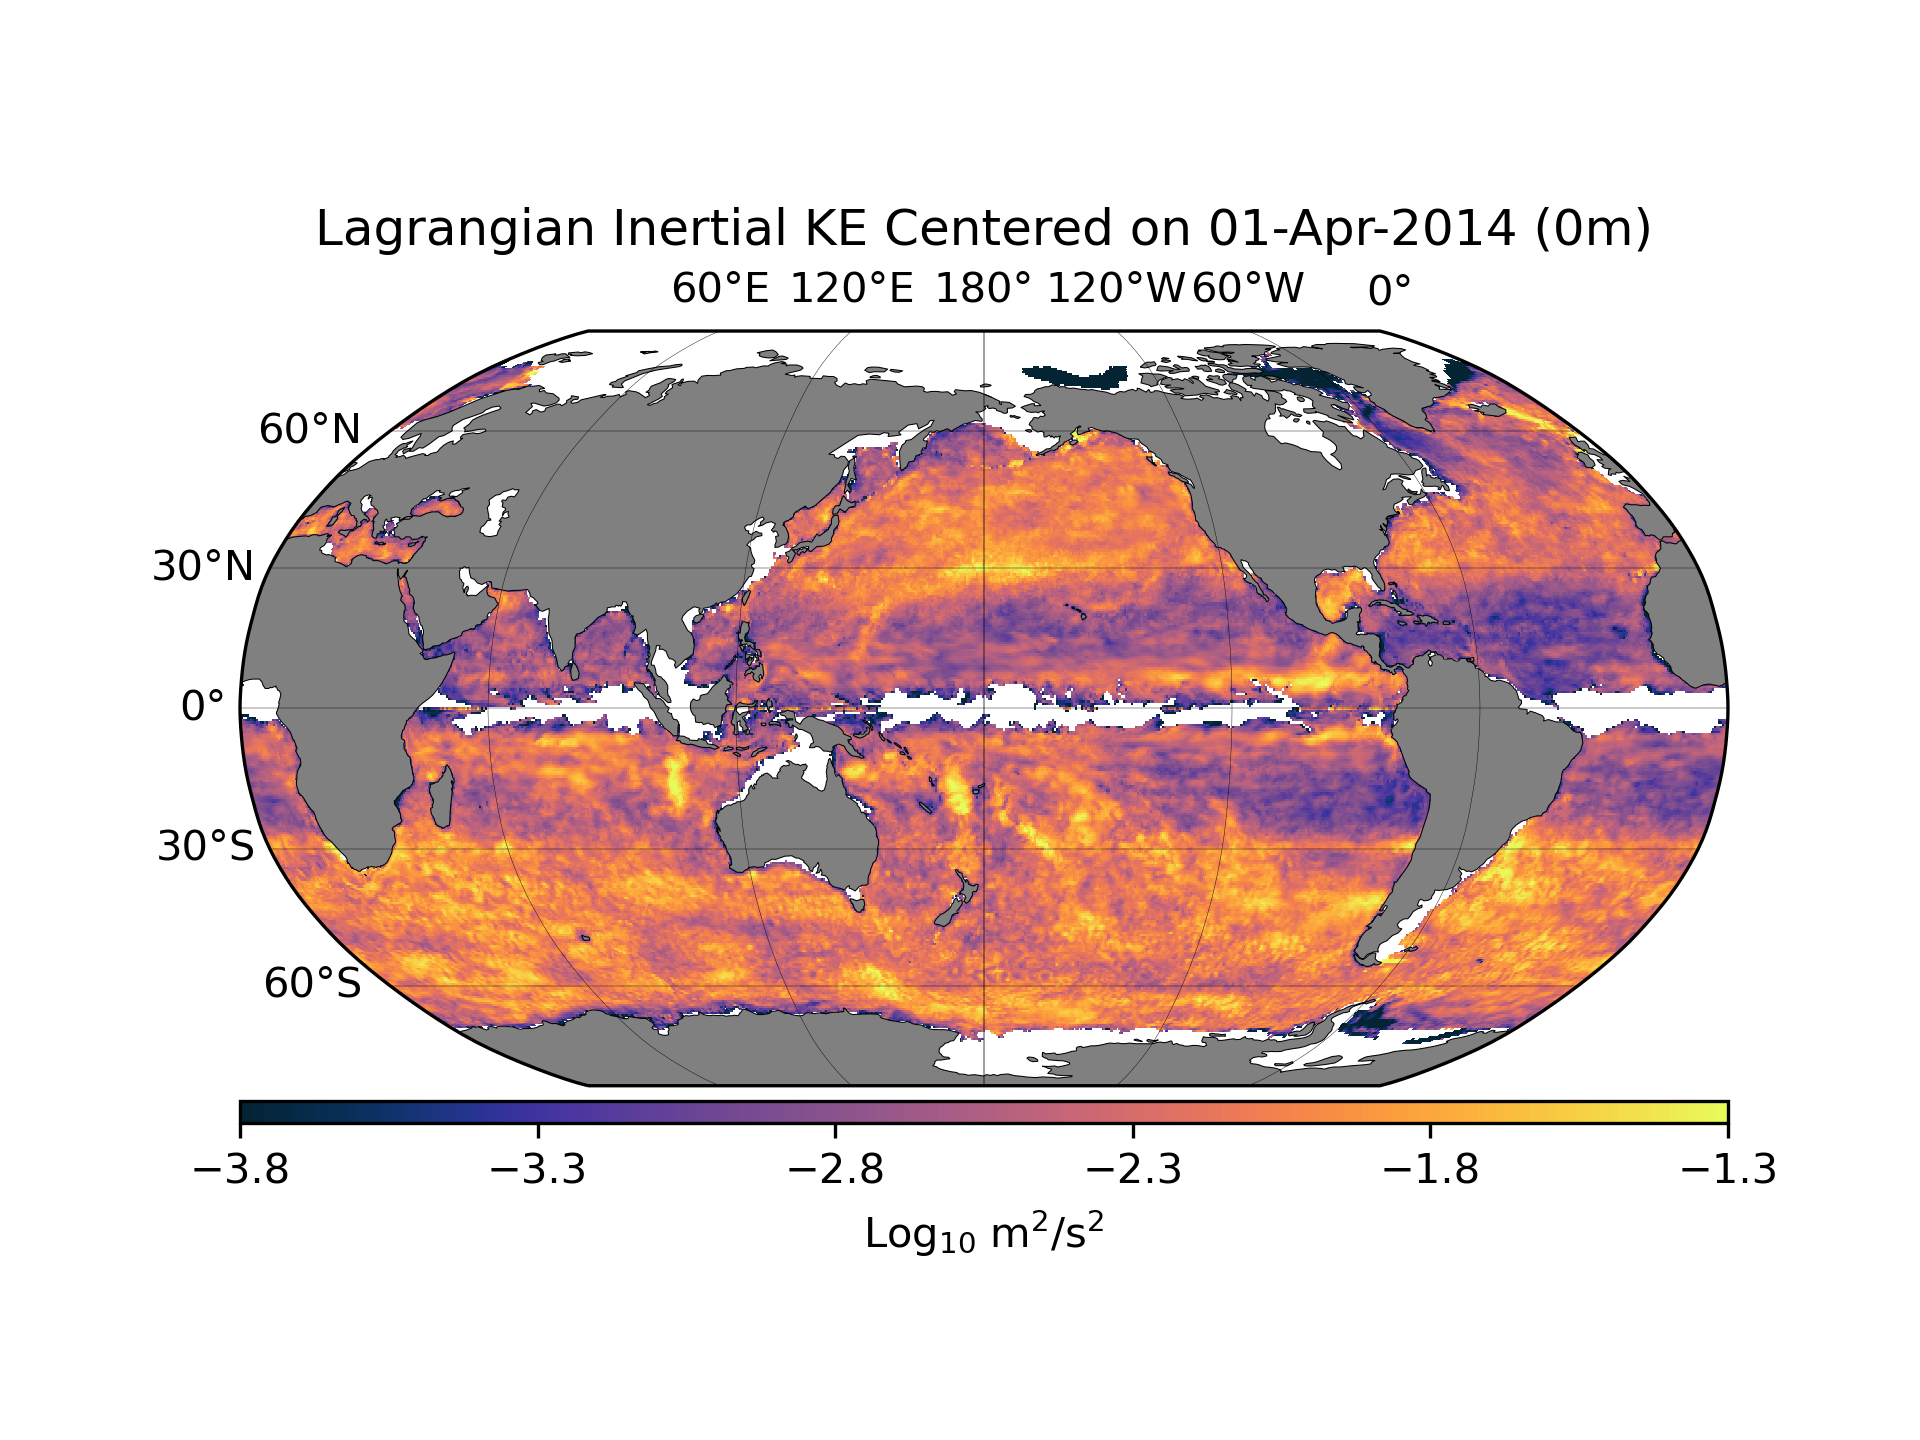 Lagrangian Inertial KE Centered on 01-Apr-2014 (0m)
60°E 120°E 180° 120°W 60°W 0°
60°N
30°N
0°
30°S
60°S
−3.8 −3.3 −2.8 −2.3 −1.8 −1.3
Log₁₀ m²/s²